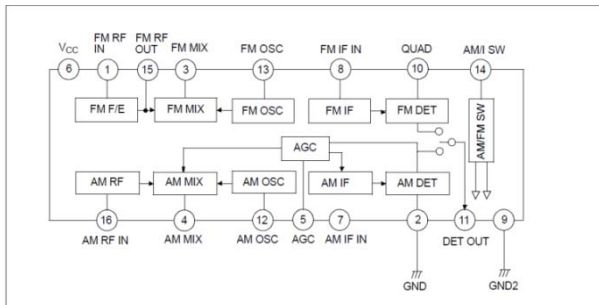 FM RF IN
FM RF OUT
VCC
FM MIX
FM OSC
FM IF IN
QUAD
AM/I SW
6
1
15
3
13
8
10
14
FM F/E
FM MIX
FM OSC
FM IF
FM DET
AM/FM SW
AGC
AM RF
AM MIX
AM OSC
AM IF
AM DET
16
4
12
5
7
2
11
9
AM RF IN
AM MIX
AM OSC
AGC
AM IF IN
DET OUT
GND
GND2